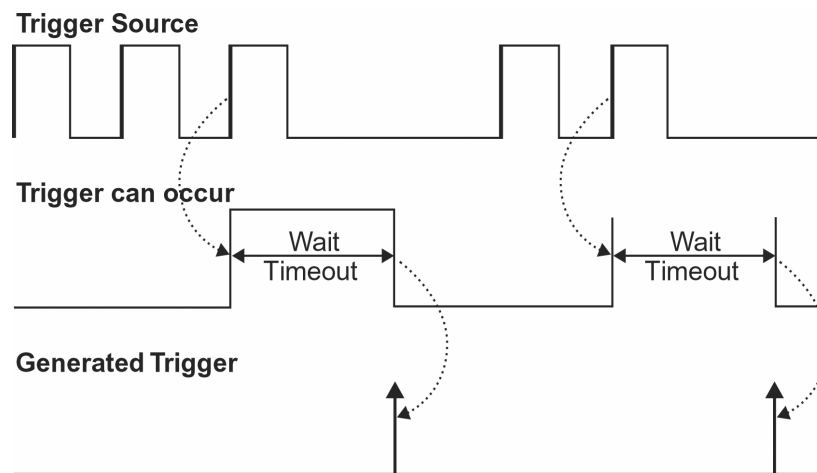 Trigger Source
Trigger can occur
Wait
Timeout
Wait
Timeout
Generated Trigger